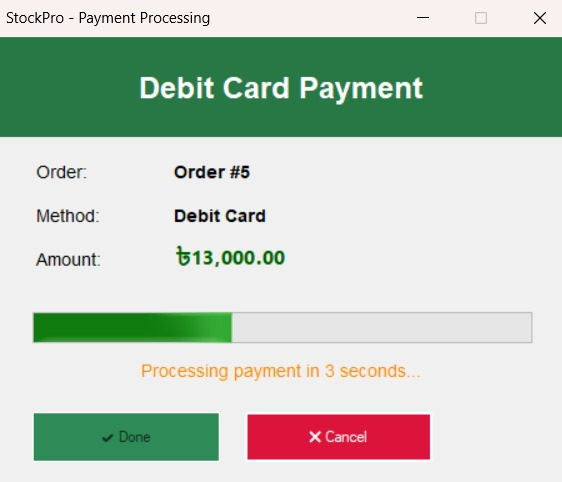 StockPro - Payment Processing
Debit Card Payment
Order: Order #5
Method: Debit Card
Amount: ৳13,000.00
Processing payment in 3 seconds...
✔ Done ✕ Cancel